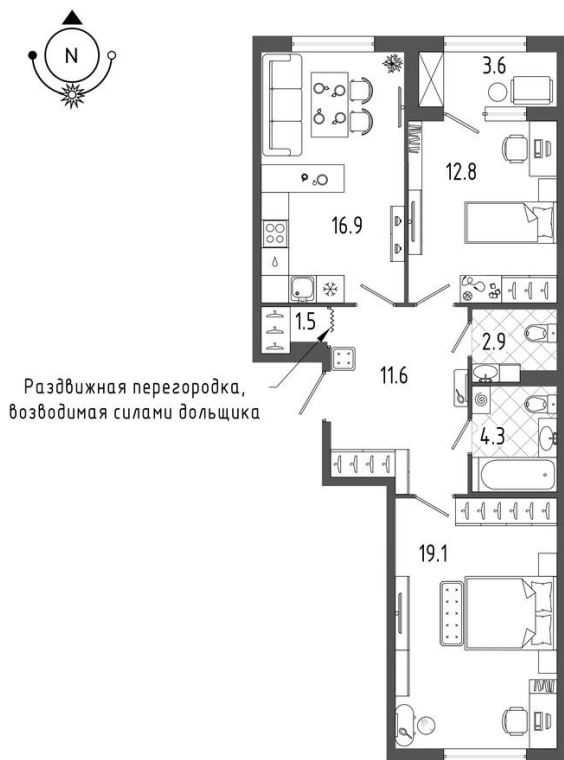 N
3.6
12.8
16.9
1.5
2.9
11.6
Раздвижная перегородка,
возводимая силами дольщика
4.3
19.1